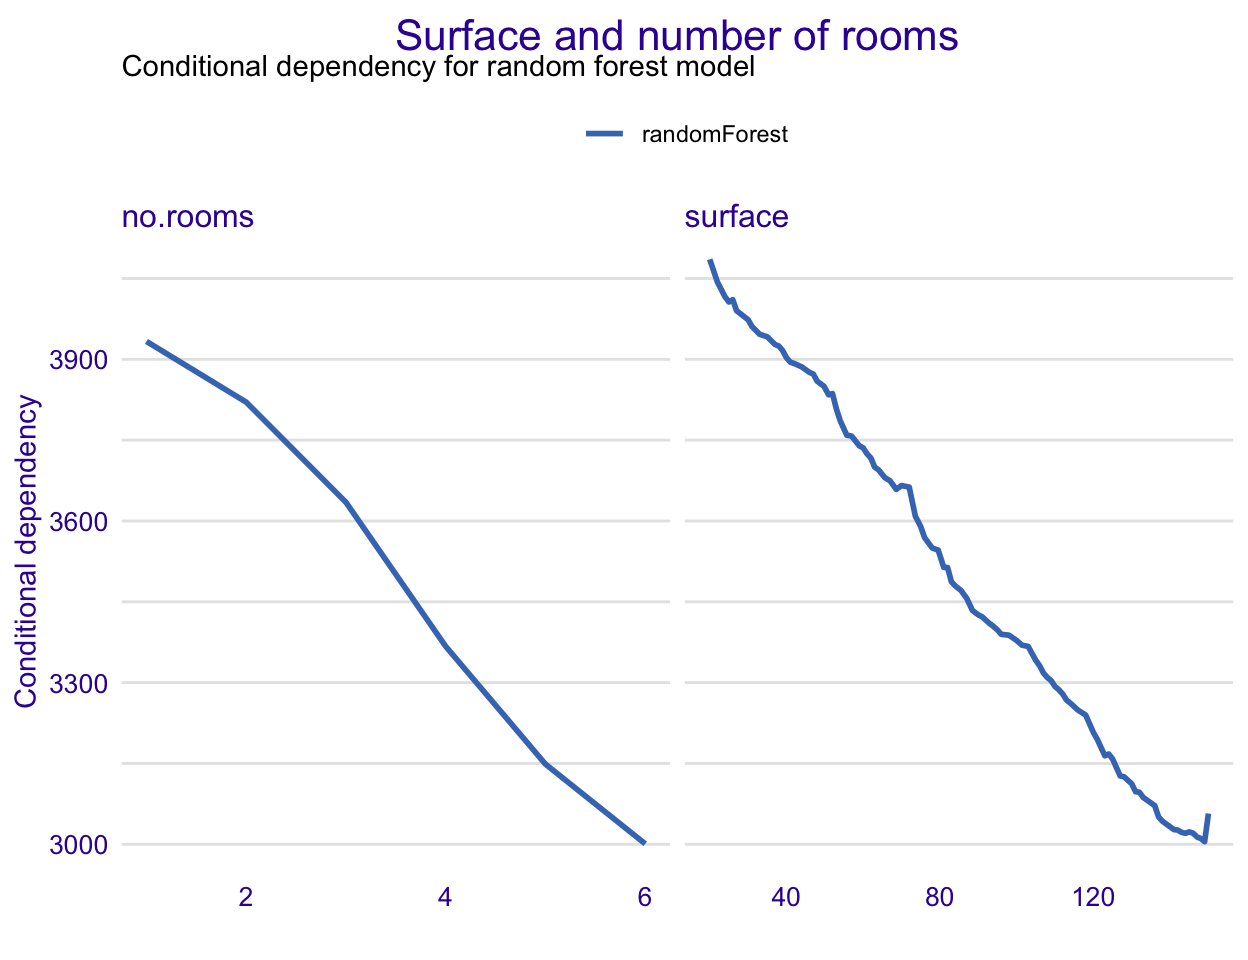 Surface and number of rooms
Conditional dependency for random forest model
randomForest
no.rooms
surface
Conditional dependency
3900
3600
3300
3000
2
4
6
40
80
120